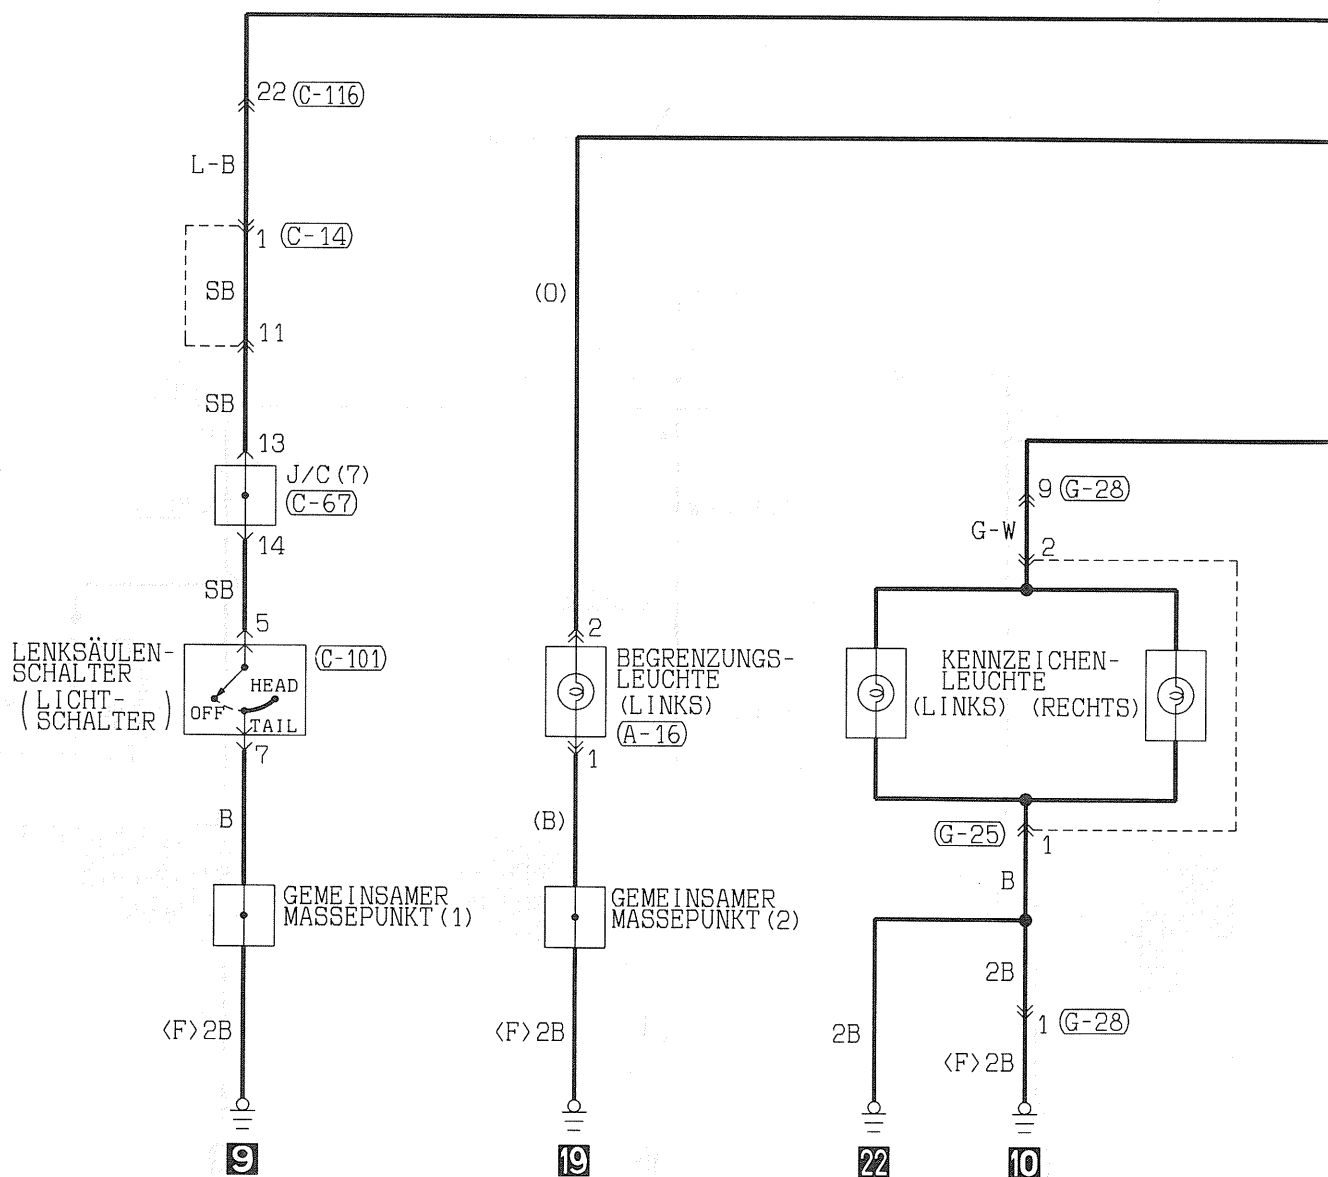 22 (C-116)
L-B
1 (C-14)
SB
11
SB
13
J/C(7)
(C-67)
14
SB
5
LENKSÄULEN-
SCHALTER
(LICHT-
SCHALTER)
(C-101)
HEAD
OFF
TAIL
7
B
GEMEINSAMER
MASSEPUNKT(1)
<F>2B
9
(O)
2
BEGRENZUNGS-
LEUCHTE
(LINKS)
(A-16)
1
(B)
GEMEINSAMER
MASSEPUNKT(2)
<F>2B
19
9 (G-28)
G-W
2
KENNZEICHEN-
LEUCHTE
(LINKS) (RECHTS)
(G-25)
1
B
2B
2B
1 (G-28)
<F>2B
22
10